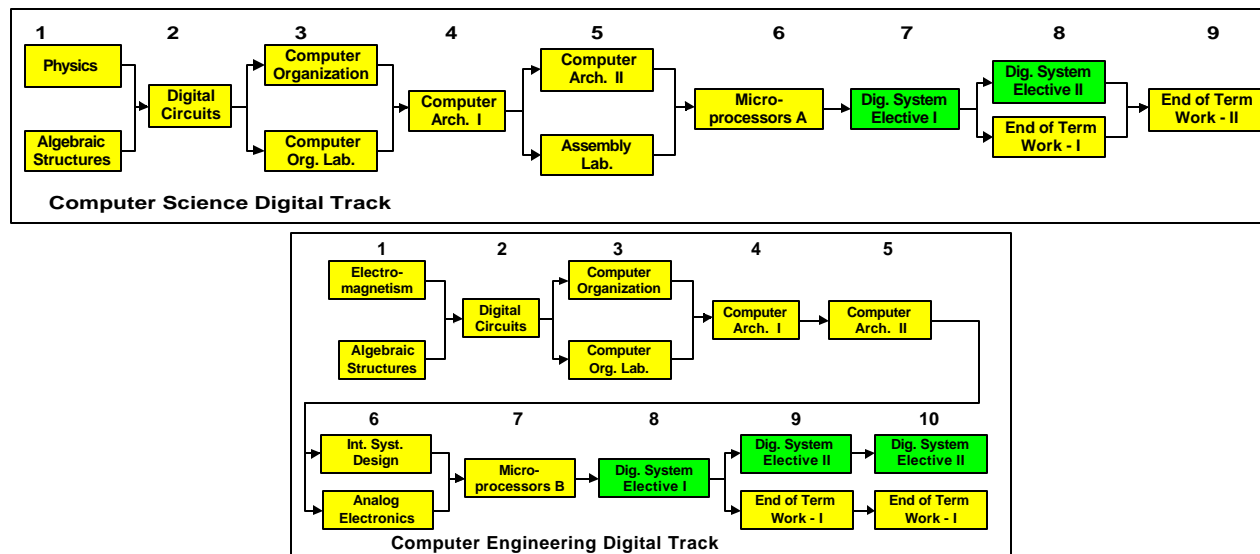 1 2 3 4 5 6 7 8 9
Physics
Algebraic
Structures
Digital
Circuits
Computer
Organization
Computer
Org. Lab.
Computer
Arch. I
Computer
Arch. II
Assembly
Lab.
Micro-
processors A
Dig. System
Elective I
Dig. System
Elective II
End of Term
Work - I
End of Term
Work - II
Computer Science Digital Track
1 2 3 4 5
Electro-
magnetism
Algebraic
Structures
Digital
Circuits
Computer
Organization
Computer
Org. Lab.
Computer
Arch. I
Computer
Arch. II
6 7 8 9 10
Int. Syst.
Design
Analog
Electronics
Micro-
processors B
Dig. System
Elective I
Dig. System
Elective II
End of Term
Work - I
Dig. System
Elective II
End of Term
Work - I
Computer Engineering Digital Track